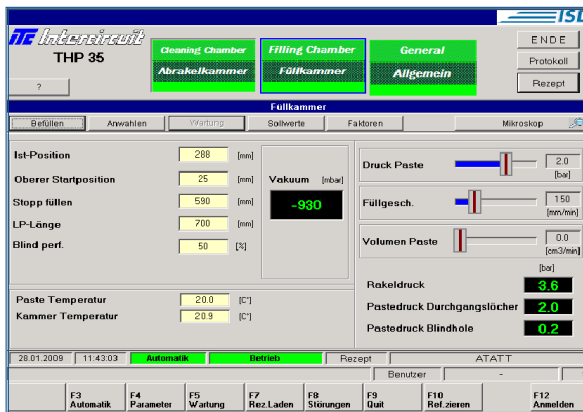 ISL
ITC Intercircuit
THP 35
?
Cleaning Chamber
Abrakelkammer
Filling Chamber
Füllkammer
General
Allgemein
ENDE
Protokoll
Rezept
Füllkammer
Befüllen Anwahlen Wartung Sollwerte Faktoren Mikroskop
Ist-Position 288 [mm]
Oberer Startposition 25 [mm]
Stopp füllen 590 [mm]
LP-Länge 700 [mm]
Blind perf. 50 [%]
Vakuum [mbar]
-930
Druck Paste 2.0 [bar]
Füllgesch. 150 [mm/min]
Volumen Paste 0.0 [cm3/min]
[bar]
Rakeldruck 3.6
Pastedruck Durchgangslöcher 2.0
Pastedruck Blindhole 0.2
Paste Temperatur 20.0 [C°]
Kammer Temperatur 20.9 [C°]
28.01.2009 11:43:03 Automatik Betrieb Rezept ATATT
Benutzer -
F3 Automatik
F4 Parameter
F5 Wartung
F7 Rez.Laden
F8 Störungen
F9 Quit
F10 Ref.zieren
F12 Anmelden